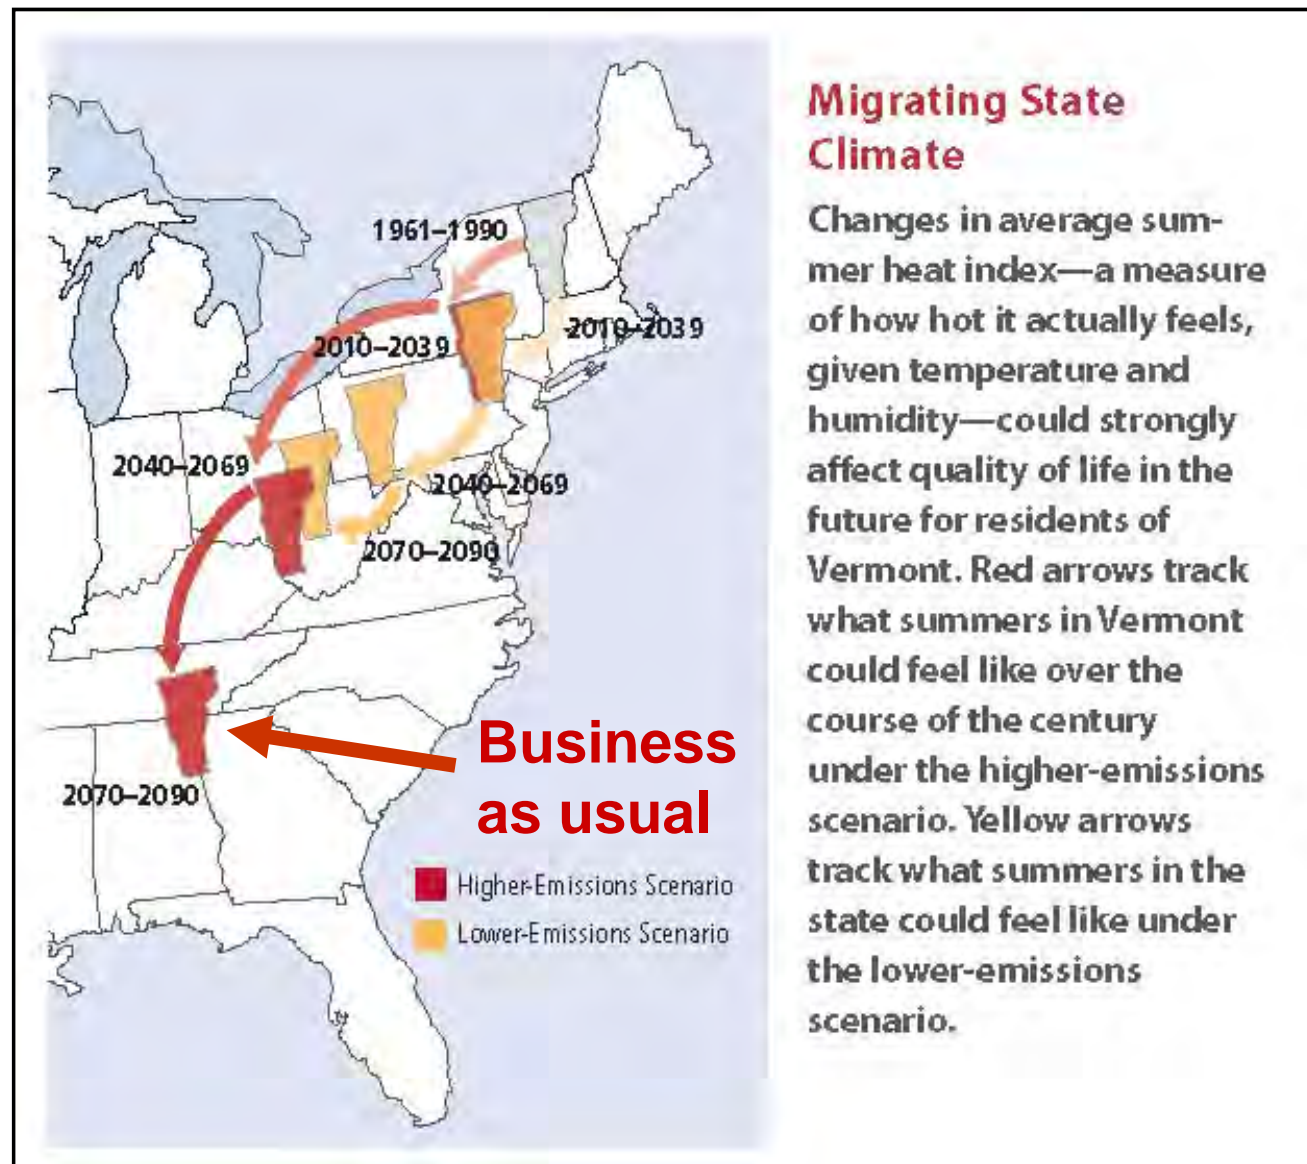 1961–1990
2010–2039
2010–2039
2040–2069
2040–2069
2070–2090
2070–2090
Business
as usual
Higher-Emissions Scenario
Lower-Emissions Scenario
Migrating State
Climate
Changes in average sum-
mer heat index—a measure
of how hot it actually feels,
given temperature and
humidity—could strongly
affect quality of life in the
future for residents of
Vermont. Red arrows track
what summers in Vermont
could feel like over the
course of the century
under the higher-emissions
scenario. Yellow arrows
track what summers in the
state could feel like under
the lower-emissions
scenario.